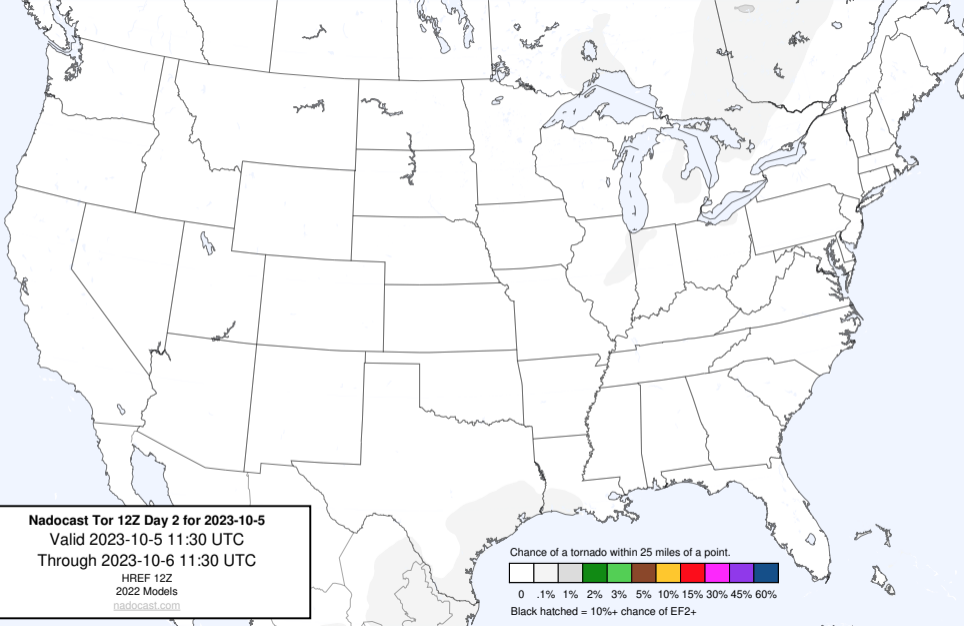 Nadocast Tor 12Z Day 2 for 2023-10-5
Valid 2023-10-5 11:30 UTC
Through 2023-10-6 11:30 UTC
HREF 12Z
2022 Models
nadocast.com
Chance of a tornado within 25 miles of a point.
0 .1% 1% 2% 3% 5% 10% 15% 30% 45% 60%
Black hatched = 10%+ chance of EF2+